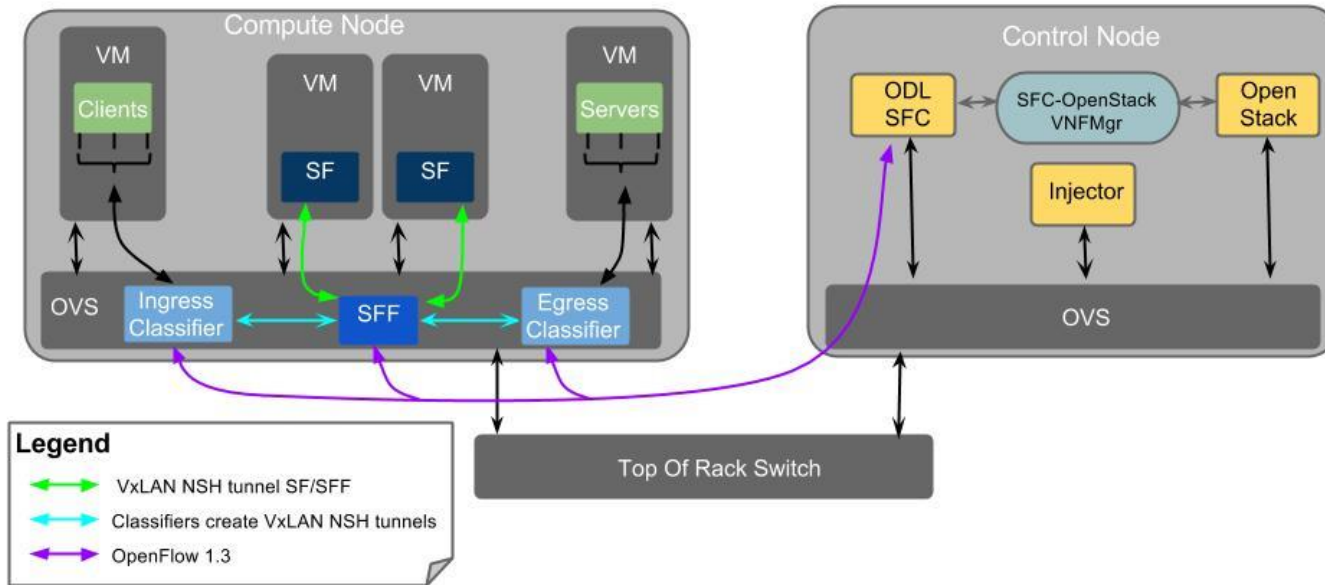 Compute Node
VM
Clients
VM
SF
VM
SF
VM
Servers
OVS
Ingress
Classifier
SFF
Egress
Classifier
Control Node
ODL
SFC
SFC-OpenStack
VNFMgr
Open
Stack
Injector
OVS
Top Of Rack Switch
Legend
VxLAN NSH tunnel SF/SFF
Classifiers create VxLAN NSH tunnels
OpenFlow 1.3